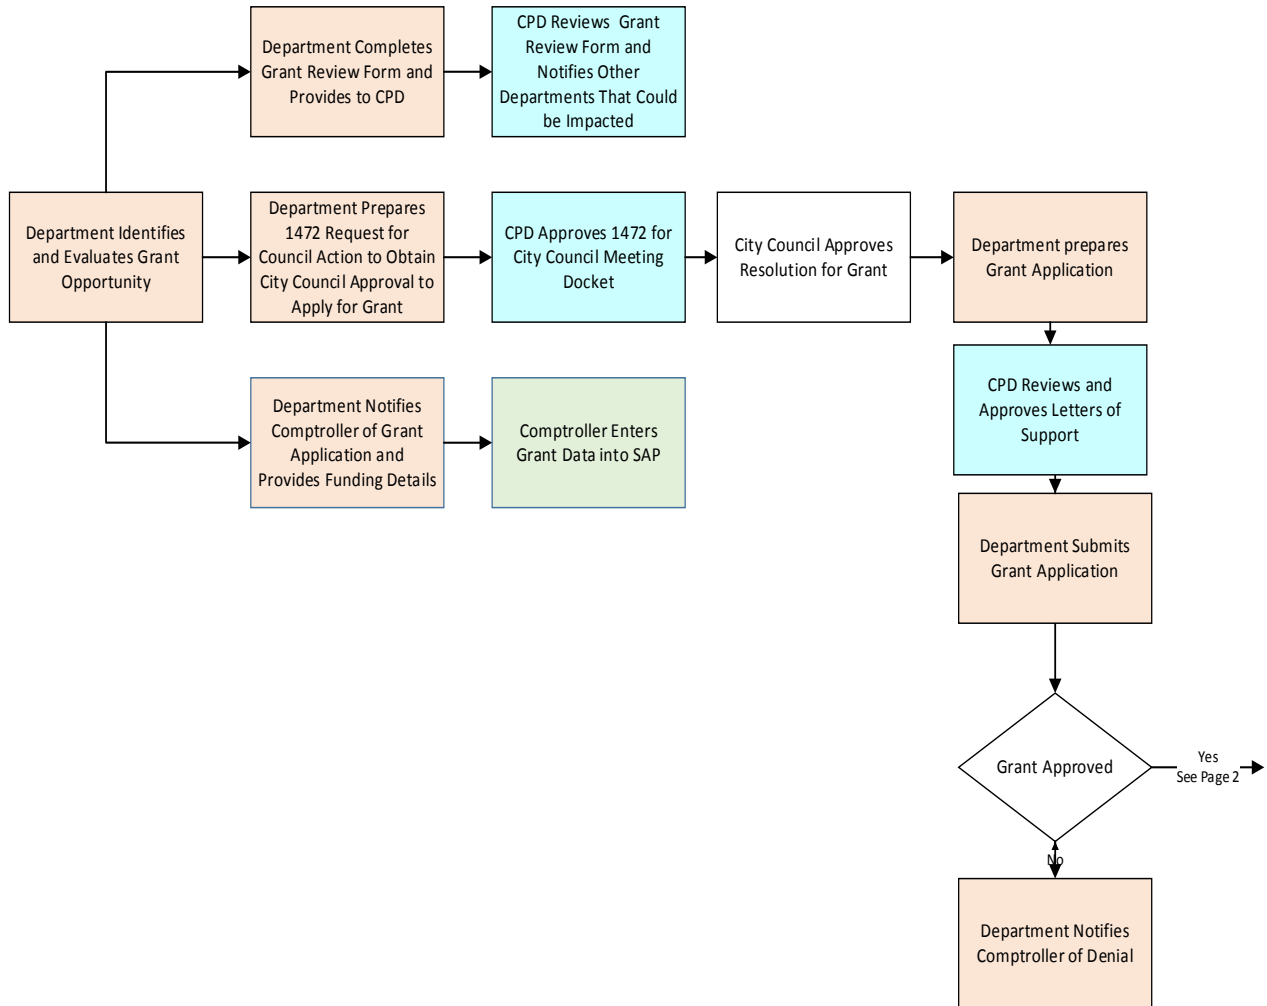 Department Completes
Grant Review Form and
Provides to CPD
CPD Reviews Grant
Review Form and
Notifies Other
Departments That Could
be Impacted
Department Identifies
and Evaluates Grant
Opportunity
Department Prepares
1472 Request for
Council Action to Obtain
City Council Approval to
Apply for Grant
CPD Approves 1472 for
City Council Meeting
Docket
City Council Approves
Resolution for Grant
Department prepares
Grant Application
CPD Reviews and
Approves Letters of
Support
Department Notifies
Comptroller of Grant
Application and
Provides Funding Details
Comptroller Enters
Grant Data into SAP
Department Submits
Grant Application
Grant Approved
Yes
See Page 2
No
Department Notifies
Comptroller of Denial